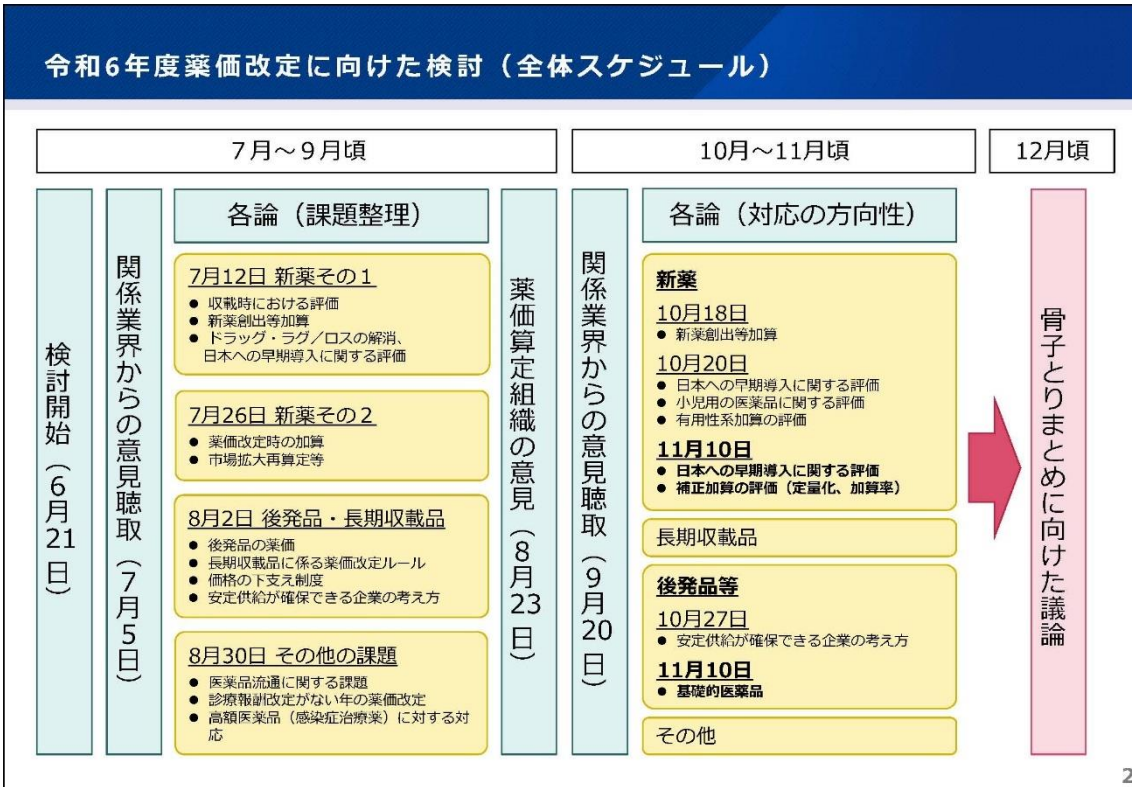 令和6年度薬価改定に向けた検討（全体スケジュール）
7月～9月頃
10月～11月頃
12月頃
検討開始（6月21日）
関係業界からの意見聴取（7月5日）
各論（課題整理）
7月12日 新薬その１
● 収載時における評価
● 新薬創出等加算
● ドラッグ・ラグ／ロスの解消、
日本への早期導入に関する評価
7月26日 新薬その２
● 薬価改定時の加算
● 市場拡大再算定等
8月2日 後発品・長期収載品
● 後発品の薬価
● 長期収載品に係る薬価改定ルール
● 価格の下支え制度
● 安定供給が確保できる企業の考え方
8月30日 その他の課題
● 医薬品流通に関する課題
● 診療報酬改定がない年の薬価改定
● 高額医薬品（感染症治療薬）に対する対
応
薬価算定組織の意見（8月23日）
関係業界からの意見聴取（9月20日）
各論（対応の方向性）
新薬
10月18日
● 新薬創出等加算
10月20日
● 日本への早期導入に関する評価
● 小児用の医薬品に関する評価
● 有用性系加算の評価
11月10日
● 日本への早期導入に関する評価
● 補正加算の評価（定量化、加算率）
長期収載品
後発品等
10月27日
● 安定供給が確保できる企業の考え方
11月10日
● 基礎的医薬品
その他
骨子とりまとめに向けた議論
2